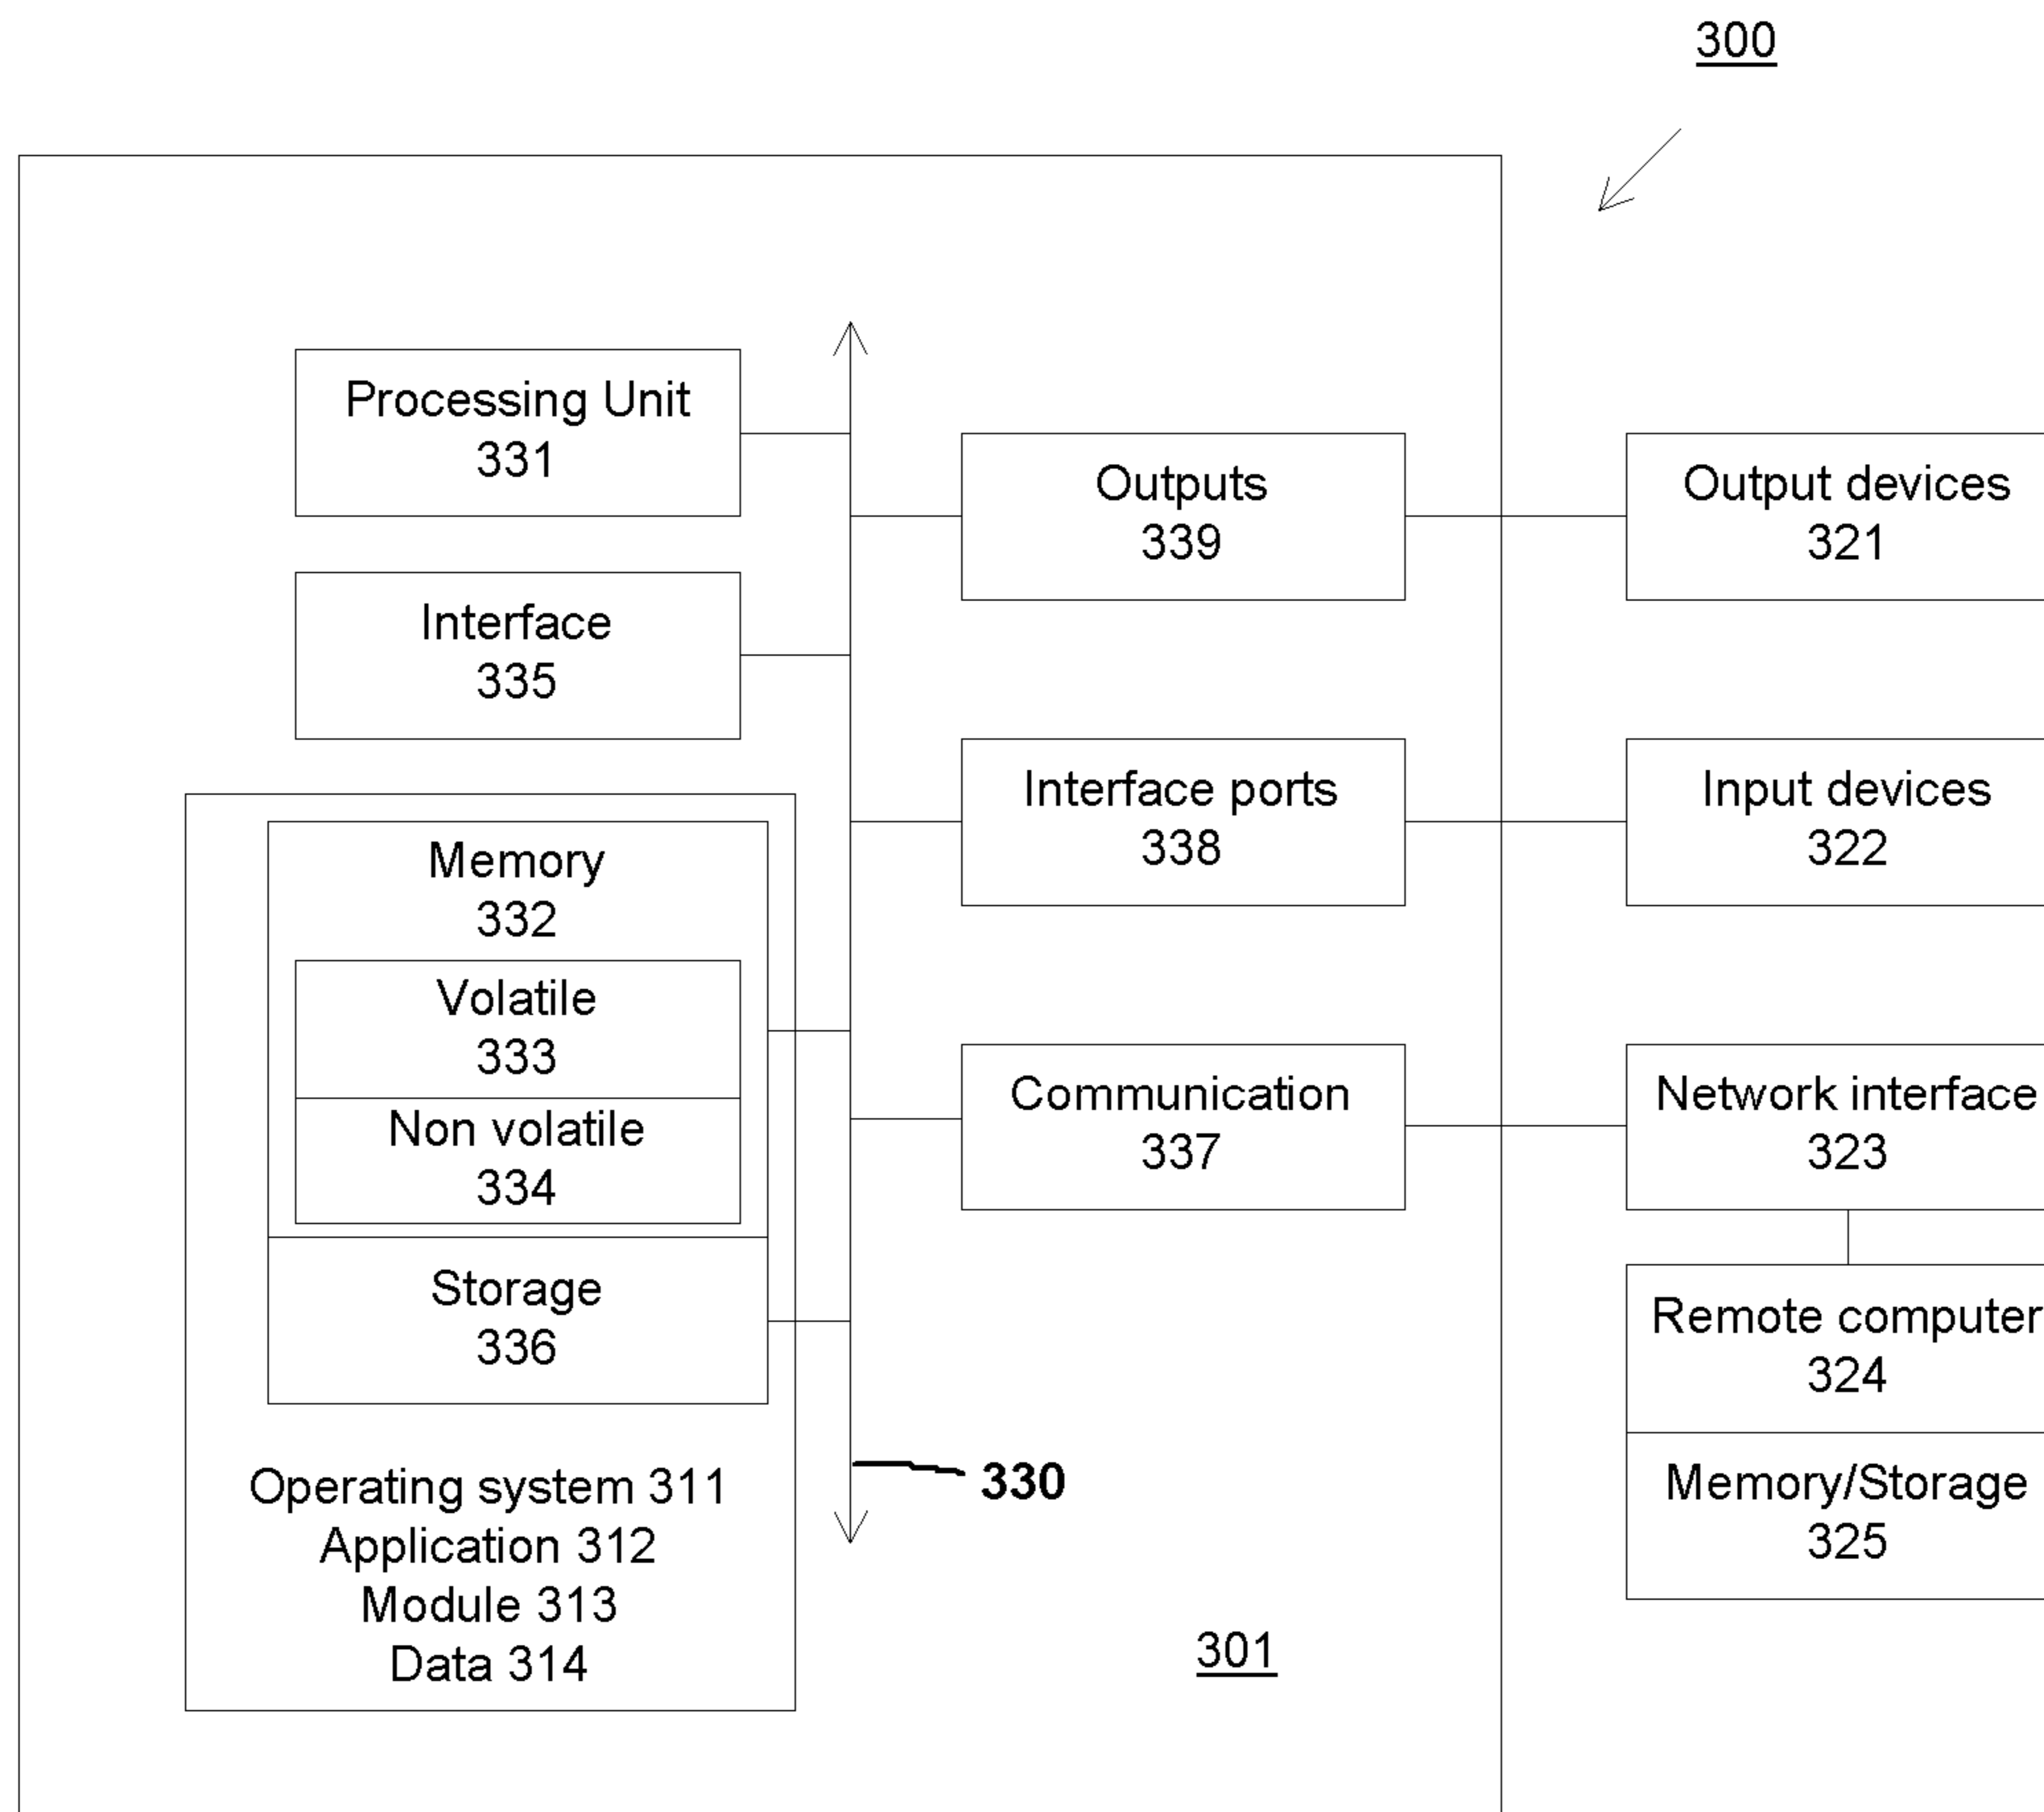 300
Processing Unit
331
Interface
335
Memory
332
Volatile
333
Non volatile
334
Storage
336
Operating system 311
Application 312
Module 313
Data 314
Outputs
339
Interface ports
338
Communication
337
330
301
Output devices
321
Input devices
322
Network interface
323
Remote computer
324
Memory/Storage
325